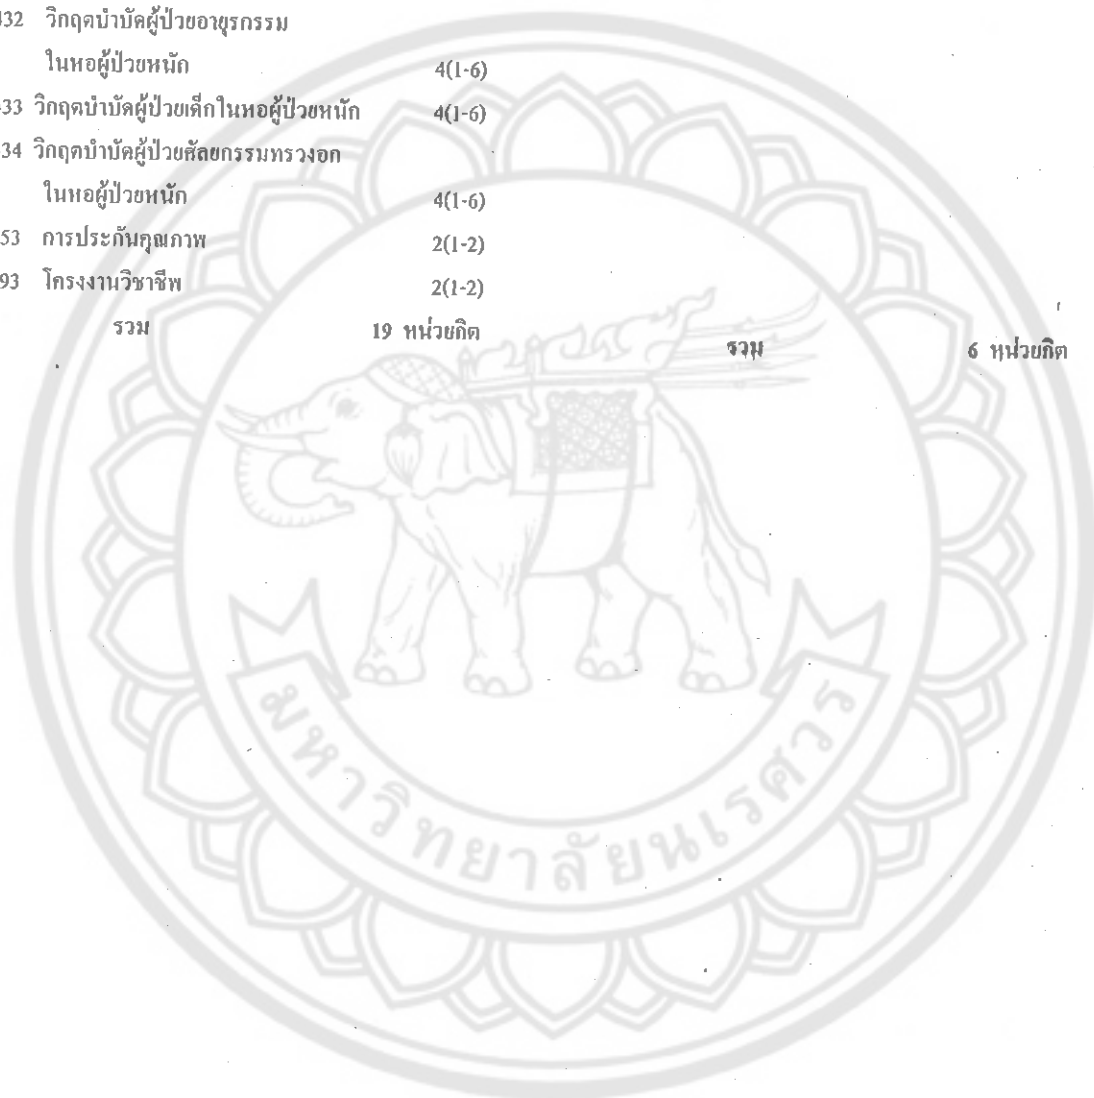 432 วิกฤตบำบัดผู้ป่วยอายุรกรรม
ในหอผู้ป่วยหนัก 4(1-6)
433 วิกฤตบำบัดผู้ป่วยเด็กในหอผู้ป่วยหนัก 4(1-6)
34 วิกฤตบำบัดผู้ป่วยศัลยกรรมทรวงอก
ในหอผู้ป่วยหนัก 4(1-6)
53 การประกันคุณภาพ 2(1-2)
93 โครงงานวิชาชีพ 2(1-2)
รวม 19 หน่วยกิต รวม 6 หน่วยกิต
มหาวิทยาลัยนเรศวร